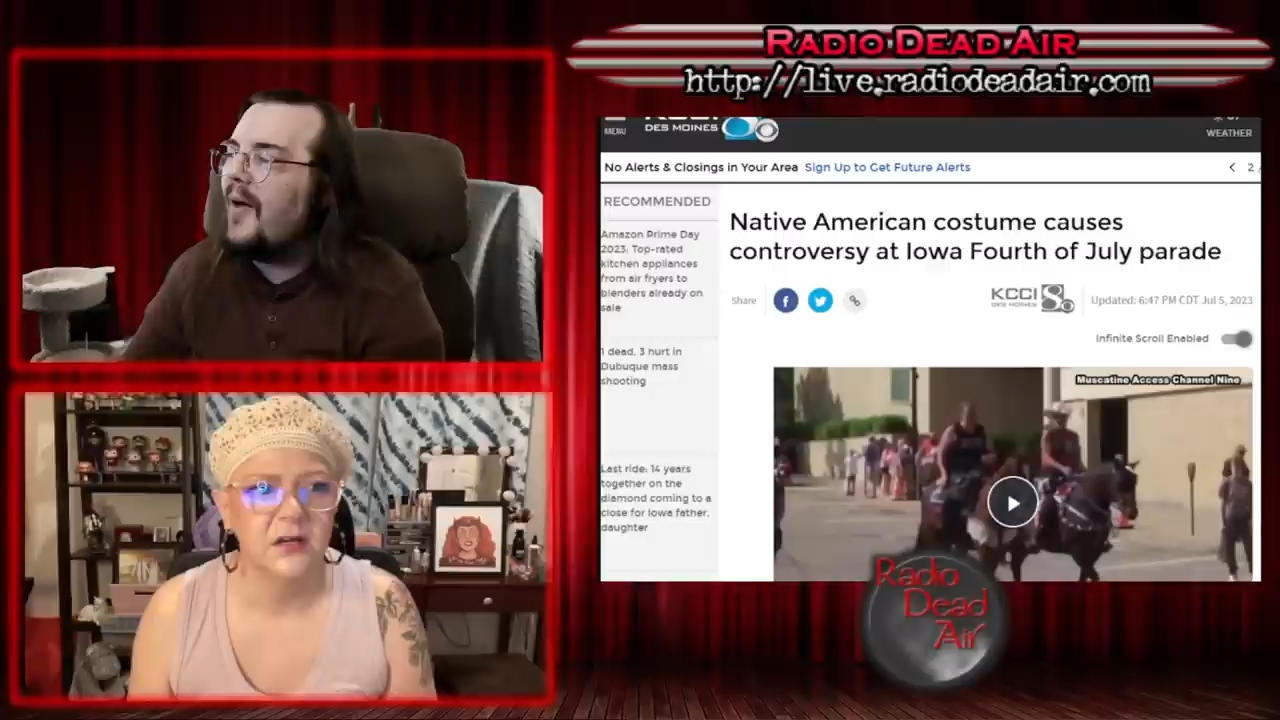 RADIO DEAD AIR
http://live.radiodeadair.com
MENU
DES MOINES
WEATHER
No Alerts & Closings in Your Area Sign Up to Get Future Alerts
2
RECOMMENDED
Amazon Prime Day
2023: Top-rated
kitchen appliances
from air fryers to
blenders already on
sale
1 dead, 3 hurt in
Dubuque mass
shooting
Last ride: 14 years
together on the
diamond coming to a
close for Iowa father,
daughter
Native American costume causes
controversy at Iowa Fourth of July parade
Share
KCCI 8
DES MOINES
Updated: 6:47 PM CDT Jul 5, 2023
Infinite Scroll Enabled
Muscatine Access Channel Nine
Radio
Dead
Air